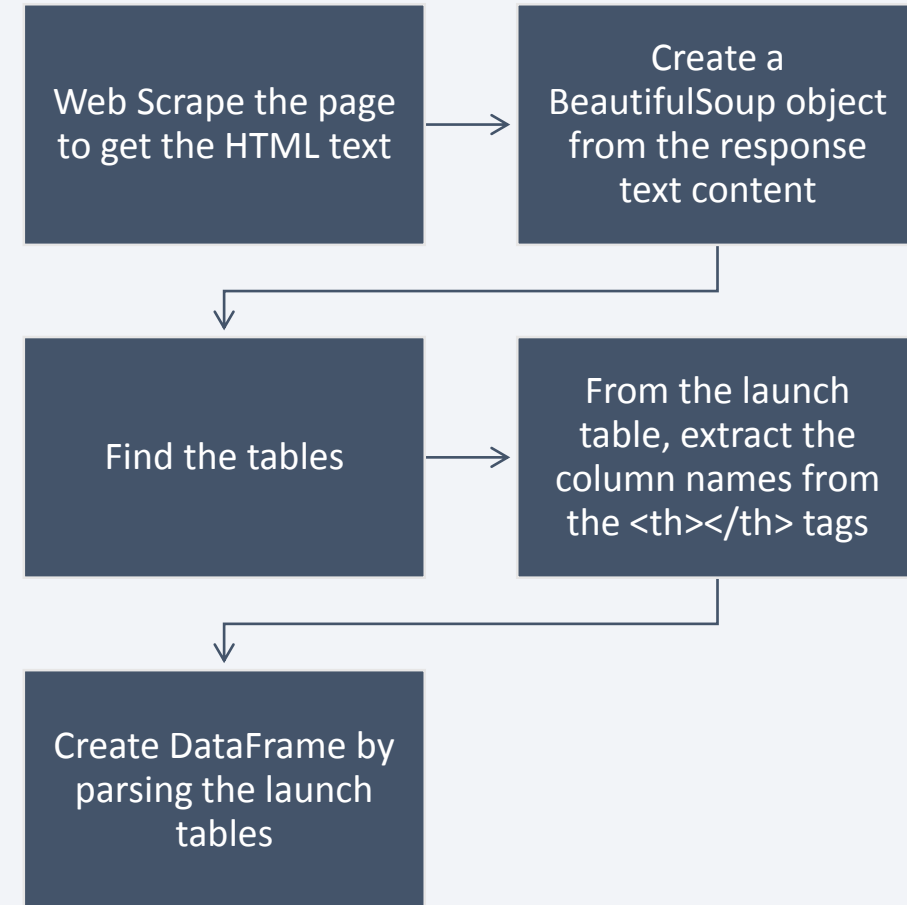 Web Scrape the page
to get the HTML text
Create a
BeautifulSoup object
from the response
text content
Find the tables
From the launch
table, extract the
column names from
the <th></th> tags
Create DataFrame by
parsing the launch
tables